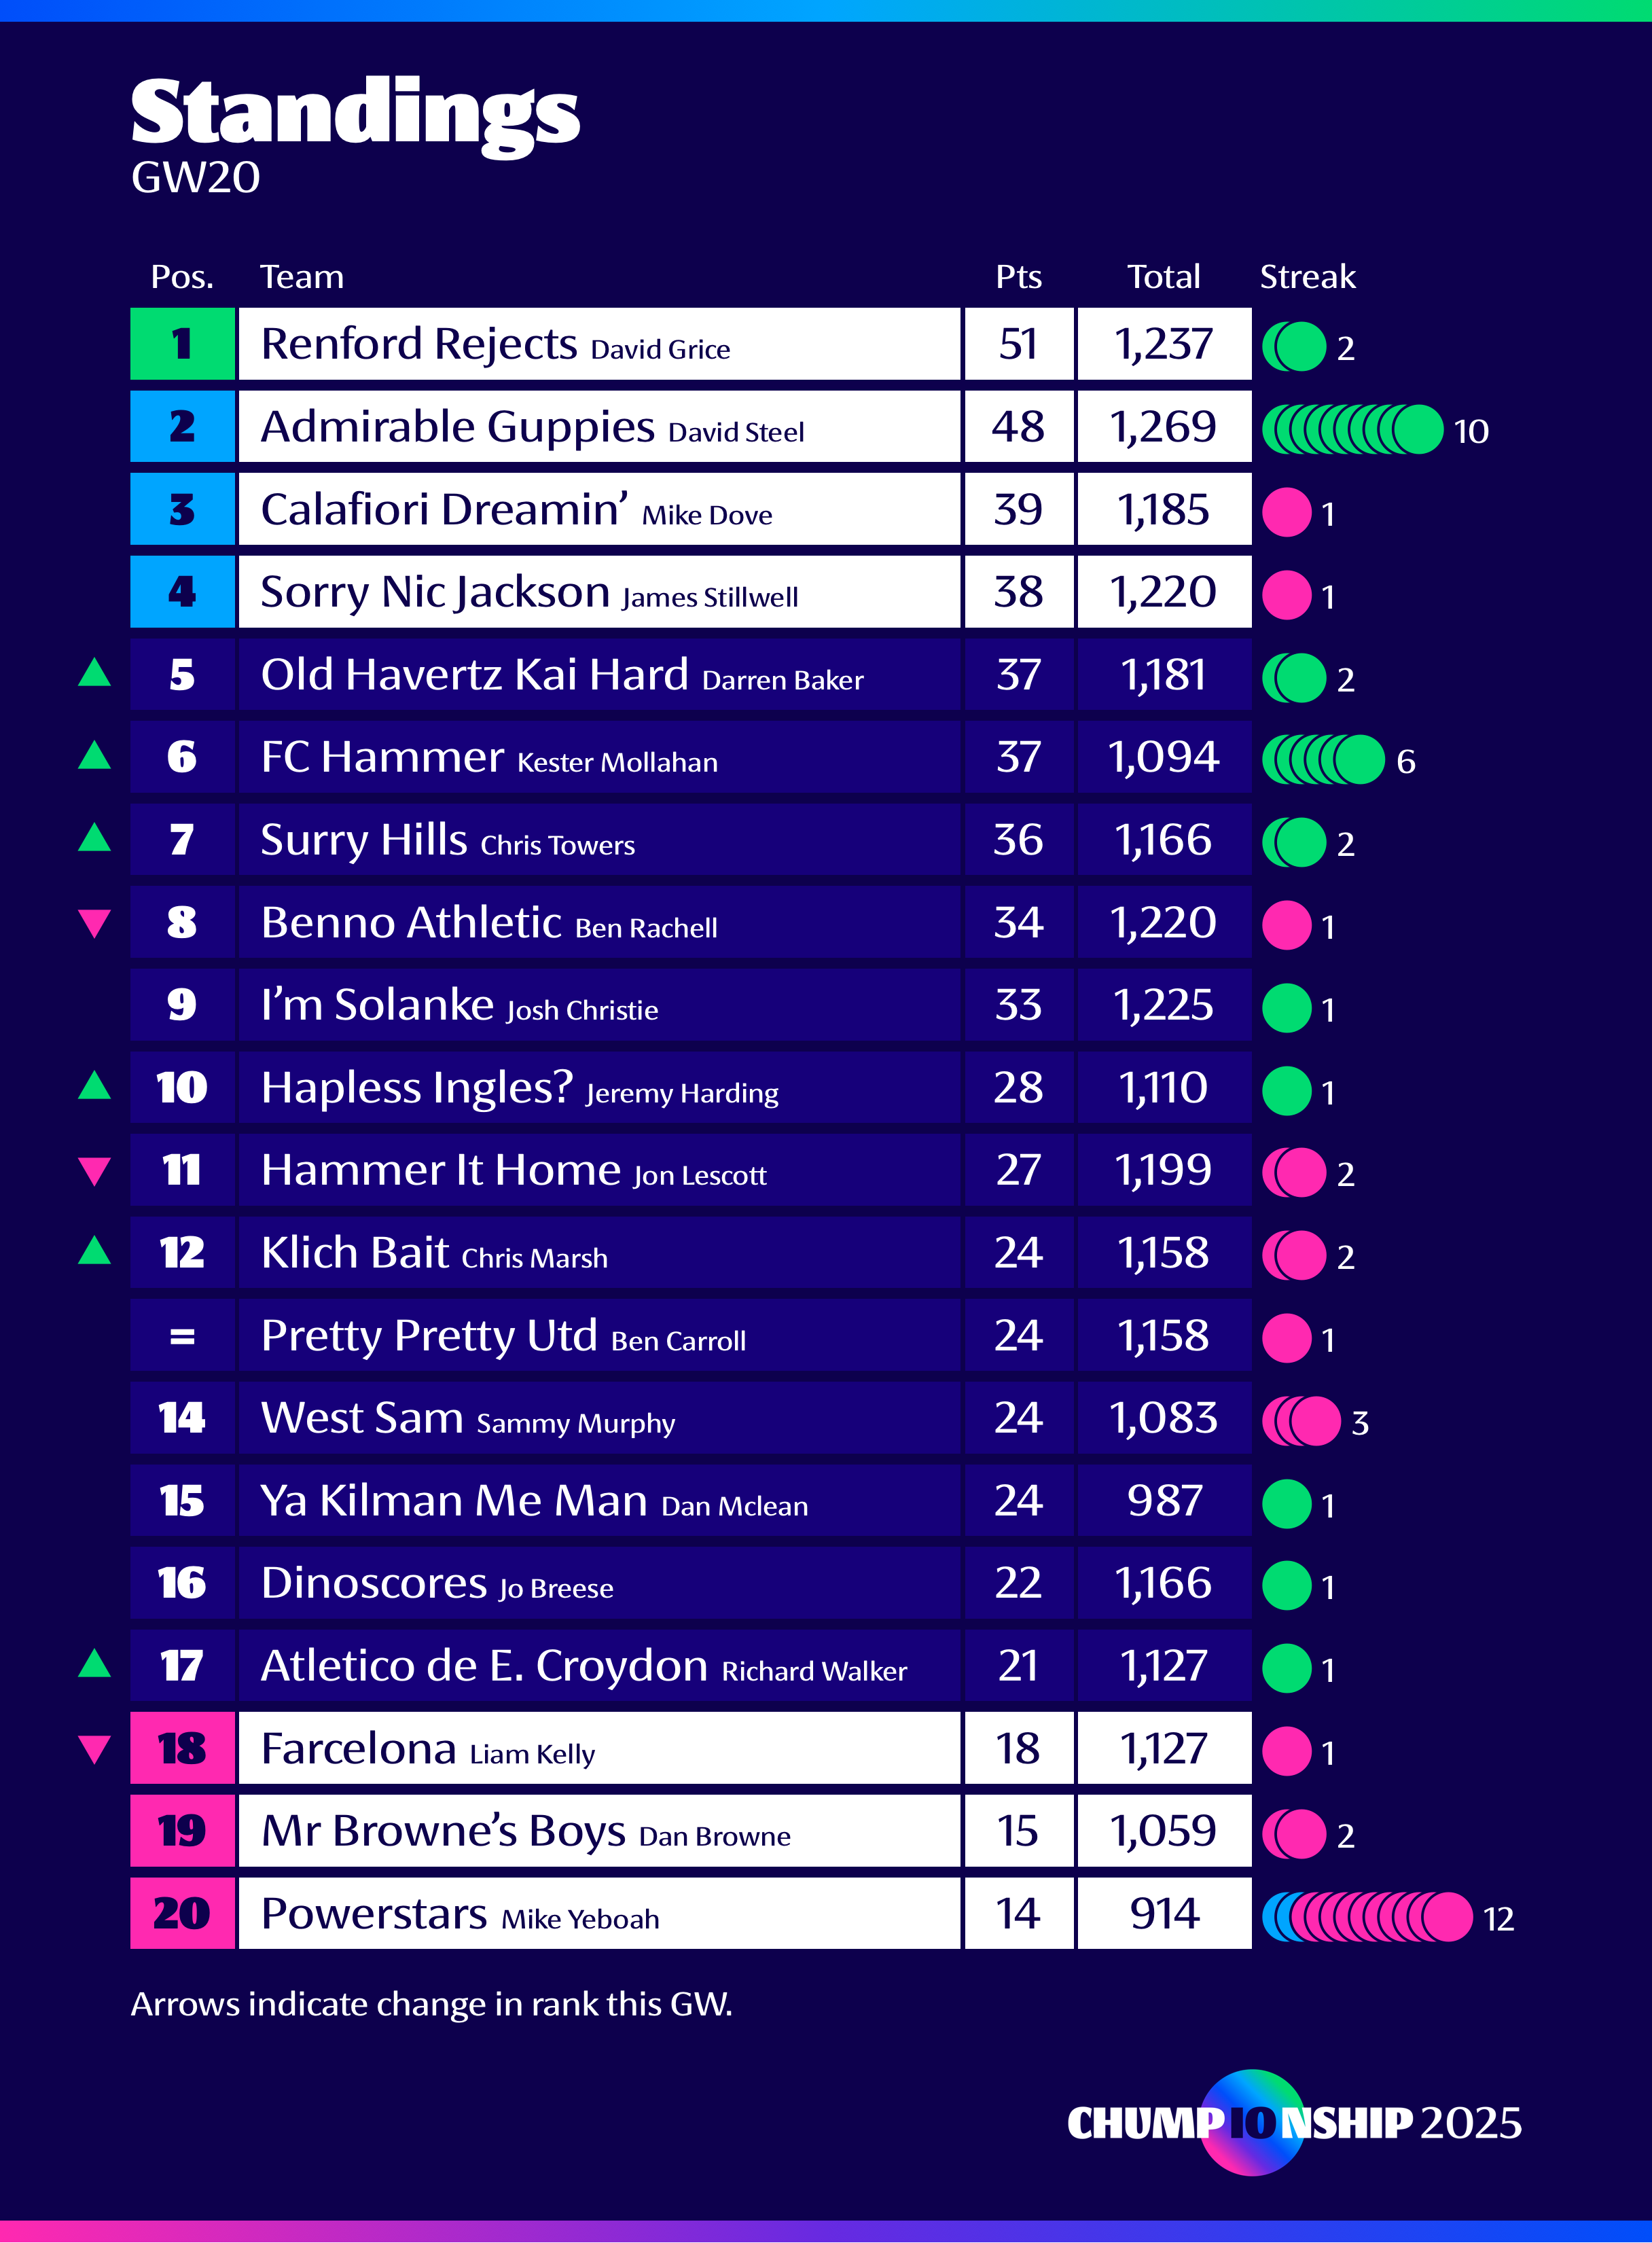 Standings
GW20
Pos. Team Pts Total Streak
1 Renford Rejects David Grice 51 1,237 2
2 Admirable Guppies David Steel 48 1,269 10
3 Calafiori Dreamin’ Mike Dove 39 1,185 1
4 Sorry Nic Jackson James Stillwell 38 1,220 1
5 Old Havertz Kai Hard Darren Baker 37 1,181 2
6 FC Hammer Kester Mollahan 37 1,094 6
7 Surry Hills Chris Towers 36 1,166 2
8 Benno Athletic Ben Rachell 34 1,220 1
9 I’m Solanke Josh Christie 33 1,225 1
10 Hapless Ingles? Jeremy Harding 28 1,110 1
11 Hammer It Home Jon Lescott 27 1,199 2
12 Klich Bait Chris Marsh 24 1,158 2
= Pretty Pretty Utd Ben Carroll 24 1,158 1
14 West Sam Sammy Murphy 24 1,083 3
15 Ya Kilman Me Man Dan Mclean 24 987 1
16 Dinoscores Jo Breese 22 1,166 1
17 Atletico de E. Croydon Richard Walker 21 1,127 1
18 Farcelona Liam Kelly 18 1,127 1
19 Mr Browne’s Boys Dan Browne 15 1,059 2
20 Powerstars Mike Yeboah 14 914 12
Arrows indicate change in rank this GW.
CHUMP10NSHIP 2025